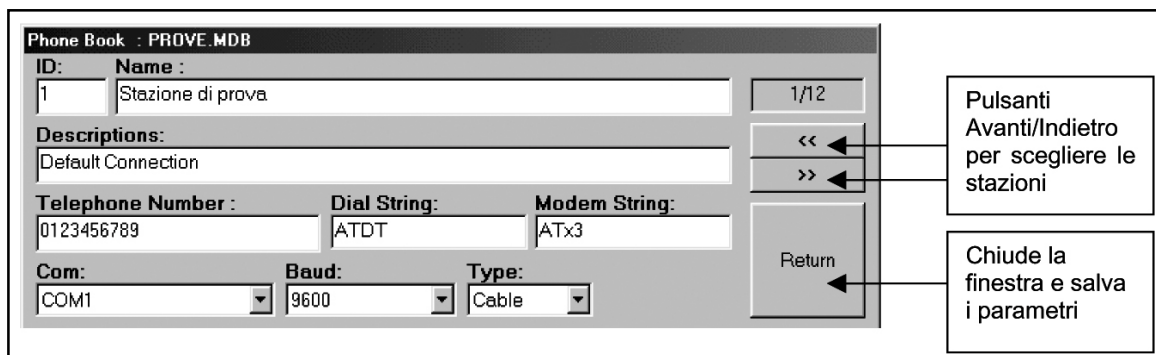 Phone Book : PROVE.MDB
ID: Name :
1 Stazione di prova 1/12
Descriptions:
Default Connection
<<
>>
Telephone Number : Dial String: Modem String:
0123456789 ATDT ATx3
Com: Baud: Type:
COM1 9600 Cable
Return
Pulsanti
Avanti/Indietro
per scegliere le
stazioni
Chiude la
finestra e salva
i parametri